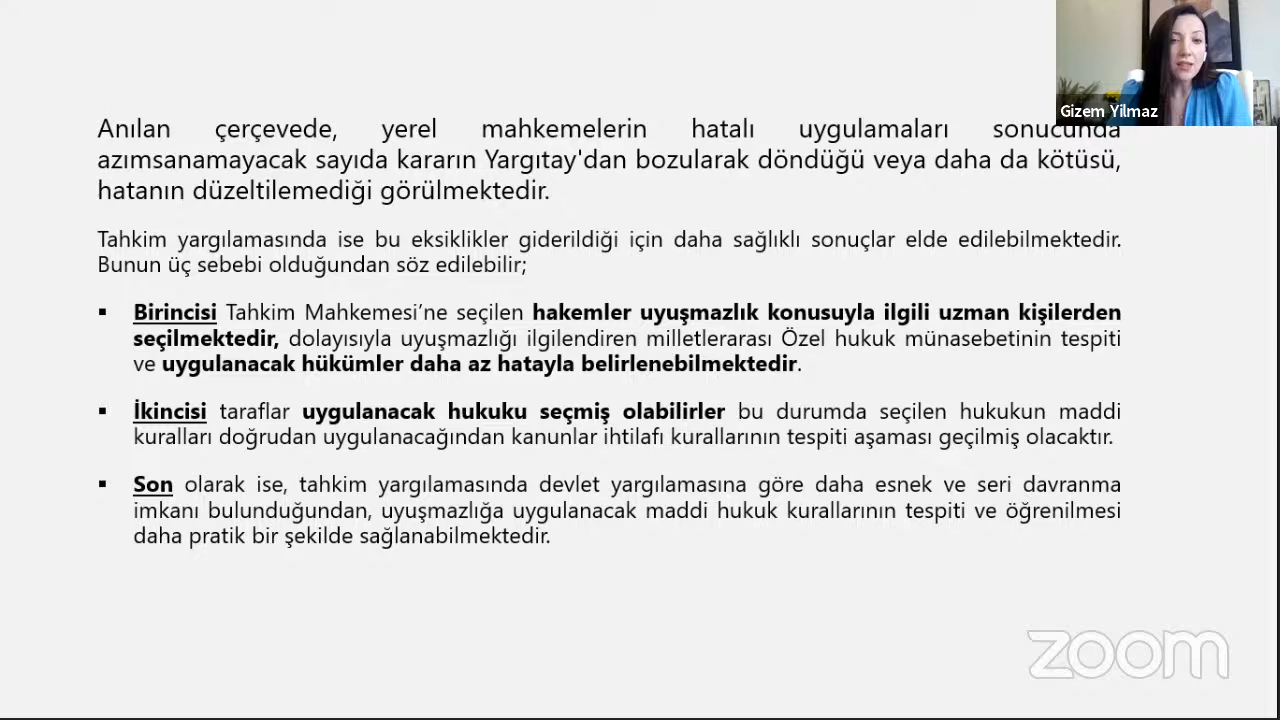 Gizem Yilmaz
Anılan çerçevede, yerel mahkemelerin hatalı uygulamaları sonucunda
azımsanamayacak sayıda kararın Yargıtay'dan bozularak döndüğü veya daha da kötüsü,
hatanın düzeltilemediği görülmektedir.
Tahkim yargılamasında ise bu eksiklikler giderildiği için daha sağlıklı sonuçlar elde edilebilmektedir.
Bunun üç sebebi olduğundan söz edilebilir;
▪ Birincisi Tahkim Mahkemesi’ne seçilen hakemler uyuşmazlık konusuyla ilgili uzman kişilerden
seçilmektedir, dolayısıyla uyuşmazlığı ilgilendiren milletlerarası Özel hukuk münasebetinin tespiti
ve uygulanacak hükümler daha az hatayla belirlenebilmektedir.
▪ İkincisi taraflar uygulanacak hukuku seçmiş olabilirler bu durumda seçilen hukukun maddi
kuralları doğrudan uygulanacağından kanunlar ihtilafı kurallarının tespiti aşaması geçilmiş olacaktır.
▪ Son olarak ise, tahkim yargılamasında devlet yargılamasına göre daha esnek ve seri davranma
imkanı bulunduğundan, uyuşmazlığa uygulanacak maddi hukuk kurallarının tespiti ve öğrenilmesi
daha pratik bir şekilde sağlanabilmektedir.
zoom